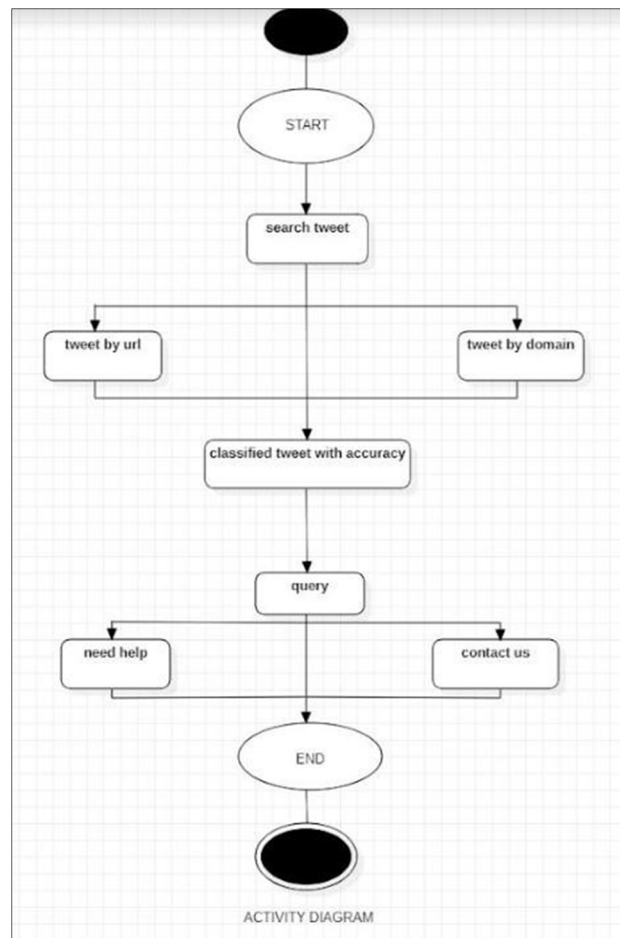 START
search tweet
tweet by url
tweet by domain
classified tweet with accuracy
query
need help
contact us
END
ACTIVITY DIAGRAM